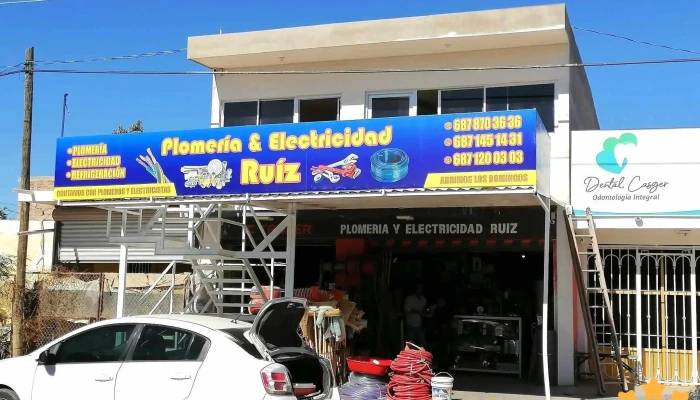 Plomería & Electricidad
Ruíz
•PLOMERÍA
•ELECTRICIDAD
•REFRIGERACIÓN
CONTAMOS CON PLOMEROS Y ELECTRICISTAS
687 870 36 36
687 145 14 31
687 120 03 03
ABRIMOS LOS DOMINGOS
PLOMERIA Y ELECTRICIDAD RUIZ
Dental Casger
Odontología Integral